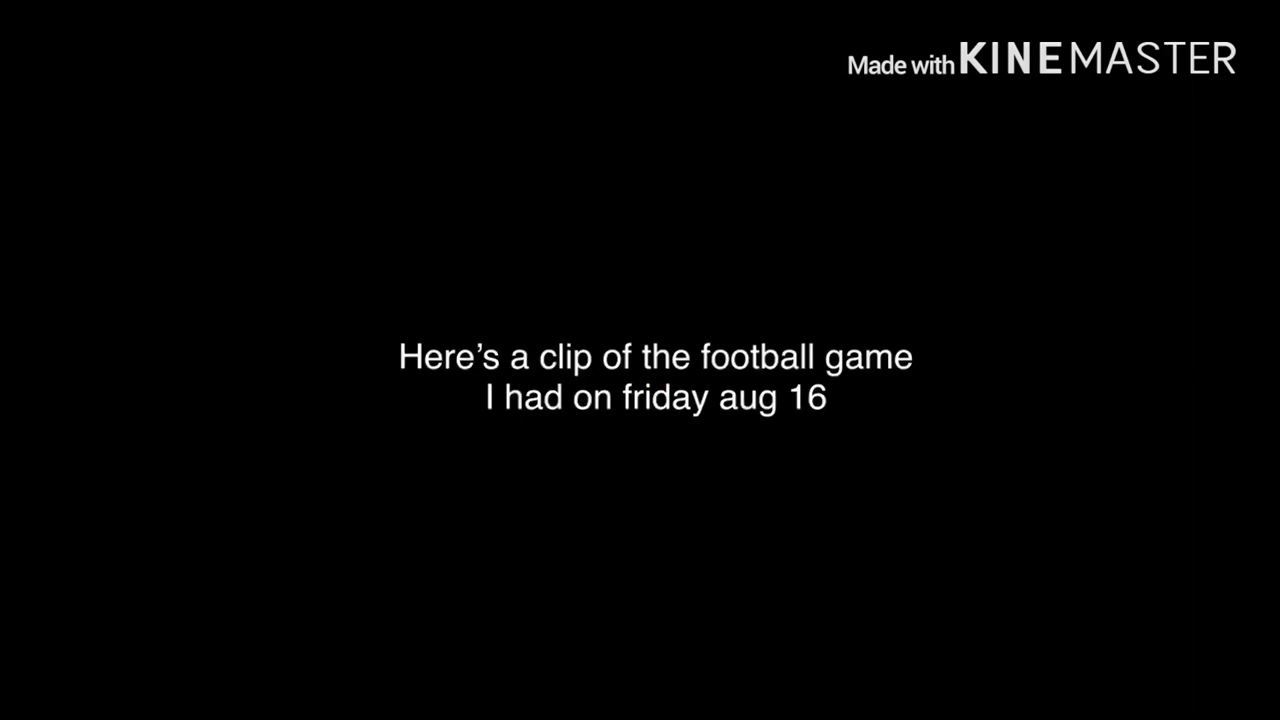 Made with KINEMASTER
Here’s a clip of the football game
I had on friday aug 16